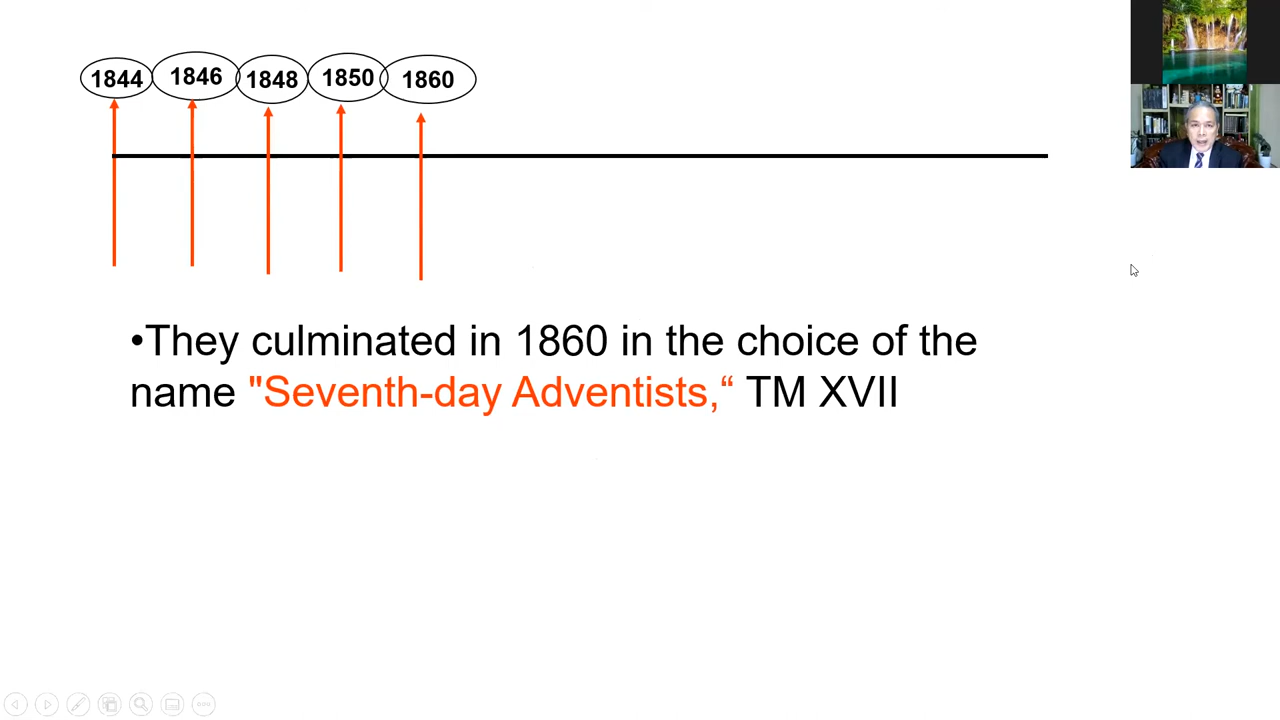 1844 1846 1848 1850 1860
•They culminated in 1860 in the choice of the
name "Seventh-day Adventists,“ TM XVII